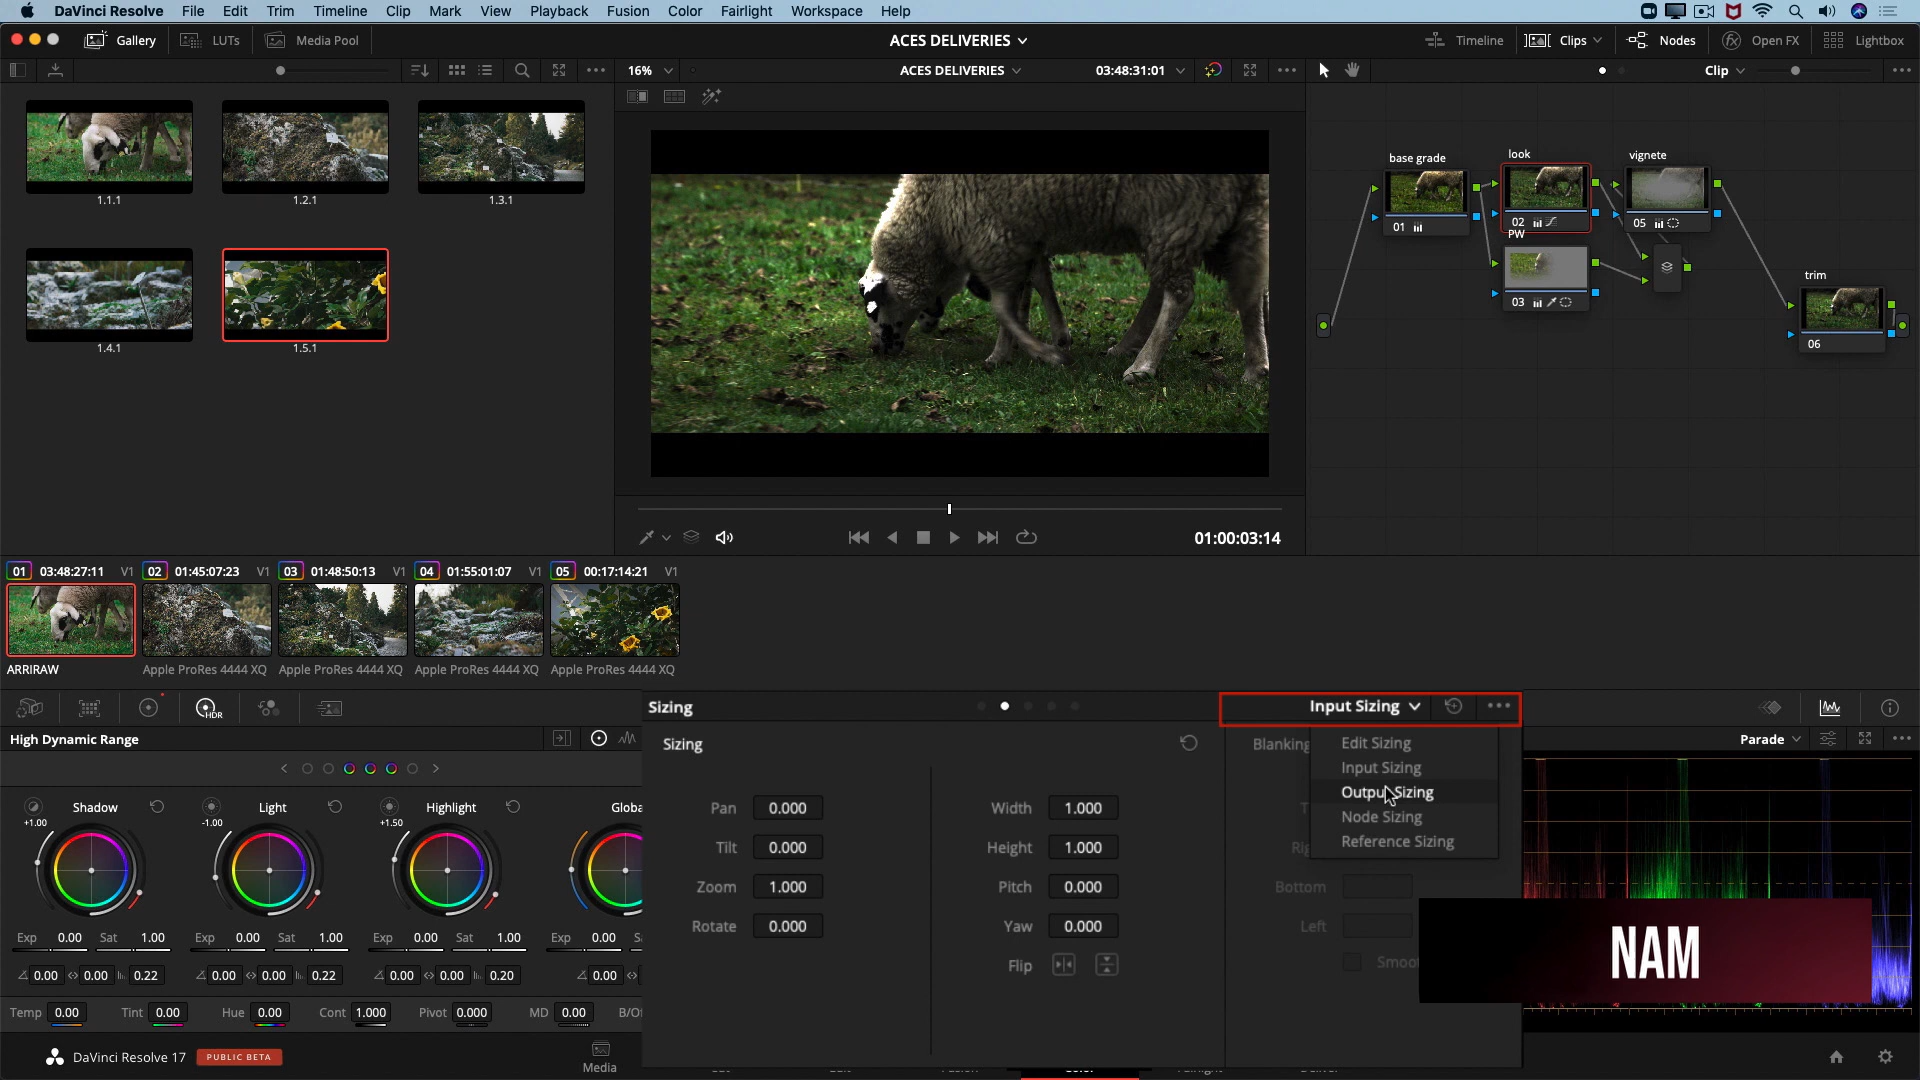 DaVinci Resolve File Edit Trim Timeline Clip Mark View Playback Fusion Color Fairlight Workspace Help
Gallery LUTs Media Pool ACES DELIVERIES Timeline Clips Nodes Open FX Lightbox
16% ACES DELIVERIES 03:48:31:01 Clip
1.1.1 1.2.1 1.3.1
1.4.1 1.5.1
base grade look vignete
01 02 05
PW
03
trim
06
01:00:03:14
01 03:48:27:11 V1 02 01:45:07:23 V1 03 01:48:50:13 V1 04 01:55:01:07 V1 05 00:17:14:21 V1
ARRIRAW Apple ProRes 4444 XQ Apple ProRes 4444 XQ Apple ProRes 4444 XQ Apple ProRes 4444 XQ
HDR
Sizing Input Sizing
High Dynamic Range Parade
Sizing Blanking
Edit Sizing
Input Sizing
Output Sizing
Node Sizing
Reference Sizing
Shadow Light Highlight Globa
+1.00 -1.00 +1.50
Pan 0.000 Width 1.000
Tilt 0.000 Height 1.000
Zoom 1.000 Pitch 0.000 Bottom
Rotate 0.000 Yaw 0.000 Left
Flip Smoot
Exp 0.00 Sat 1.00 Exp 0.00 Sat 1.00 Exp 0.00 Sat 1.00 Exp 0.00 S
0.00 0.00 0.22 0.00 0.00 0.22 0.00 0.00 0.20 0.00
Temp 0.00 Tint 0.00 Hue 0.00 Cont 1.000 Pivot 0.000 MD 0.00 B/O
NAM
DaVinci Resolve 17 PUBLIC BETA
Media